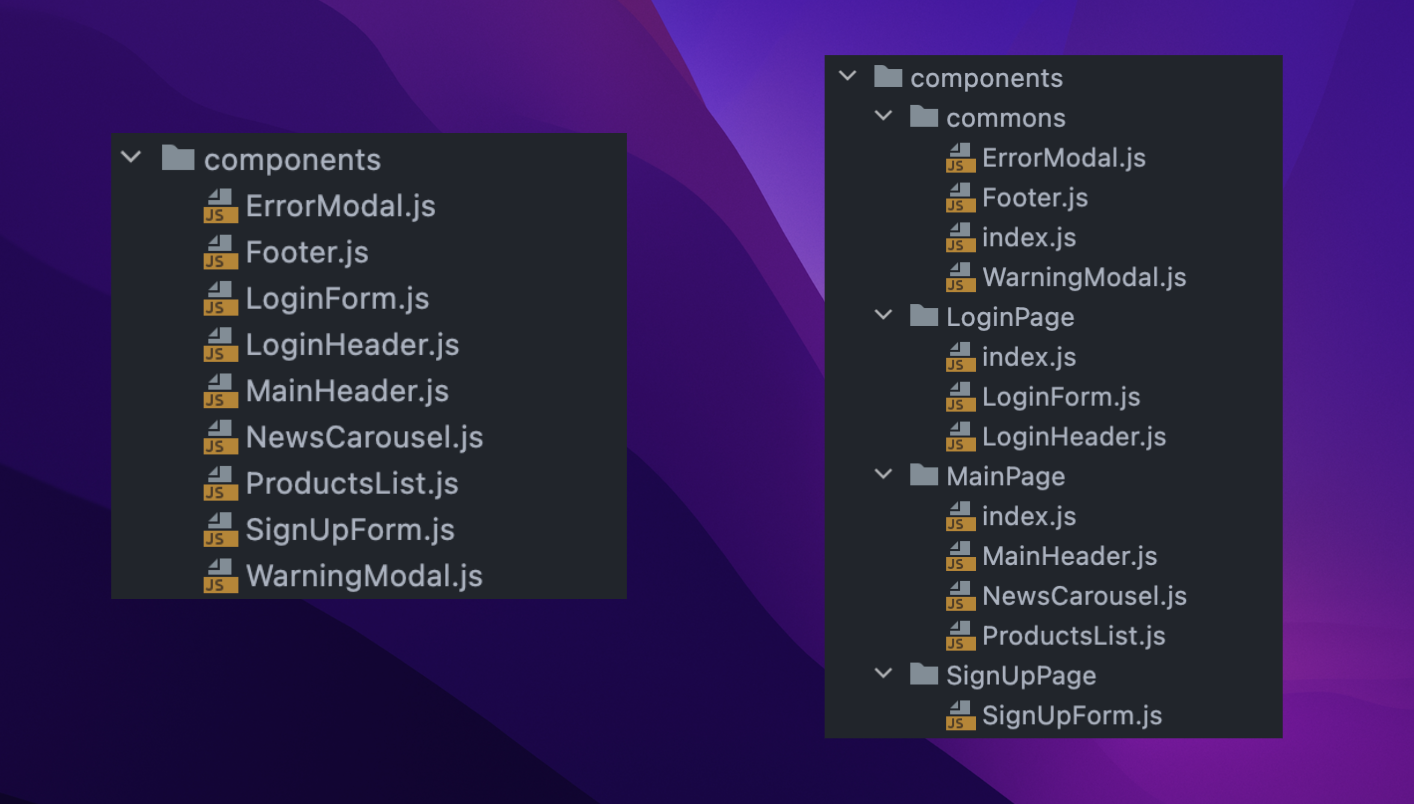 components
JS ErrorModal.js
JS Footer.js
JS LoginForm.js
JS LoginHeader.js
JS MainHeader.js
JS NewsCarousel.js
JS ProductsList.js
JS SignUpForm.js
JS WarningModal.js
components
commons
JS ErrorModal.js
JS Footer.js
JS index.js
JS WarningModal.js
LoginPage
JS index.js
JS LoginForm.js
JS LoginHeader.js
MainPage
JS index.js
JS MainHeader.js
JS NewsCarousel.js
JS ProductsList.js
SignUpPage
JS SignUpForm.js